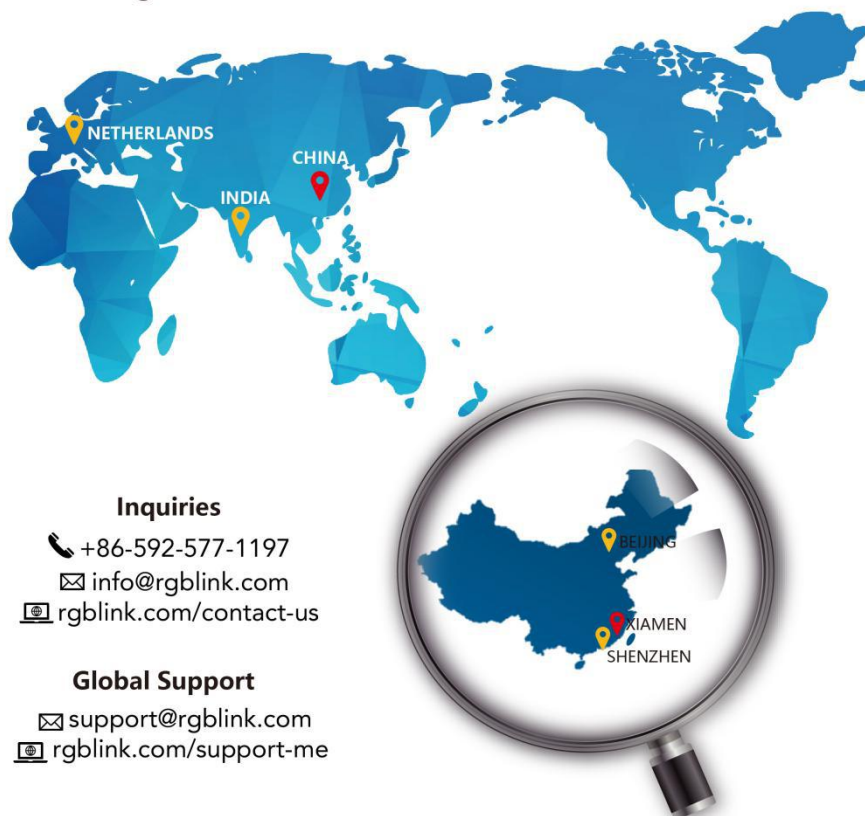 NETHERLANDS
CHINA
INDIA
Inquiries
+86-592-577-1197
info@rgblink.com
rgblink.com/contact-us
Global Support
support@rgblink.com
rgblink.com/support-me
BEIJING
XIAMEN
SHENZHEN